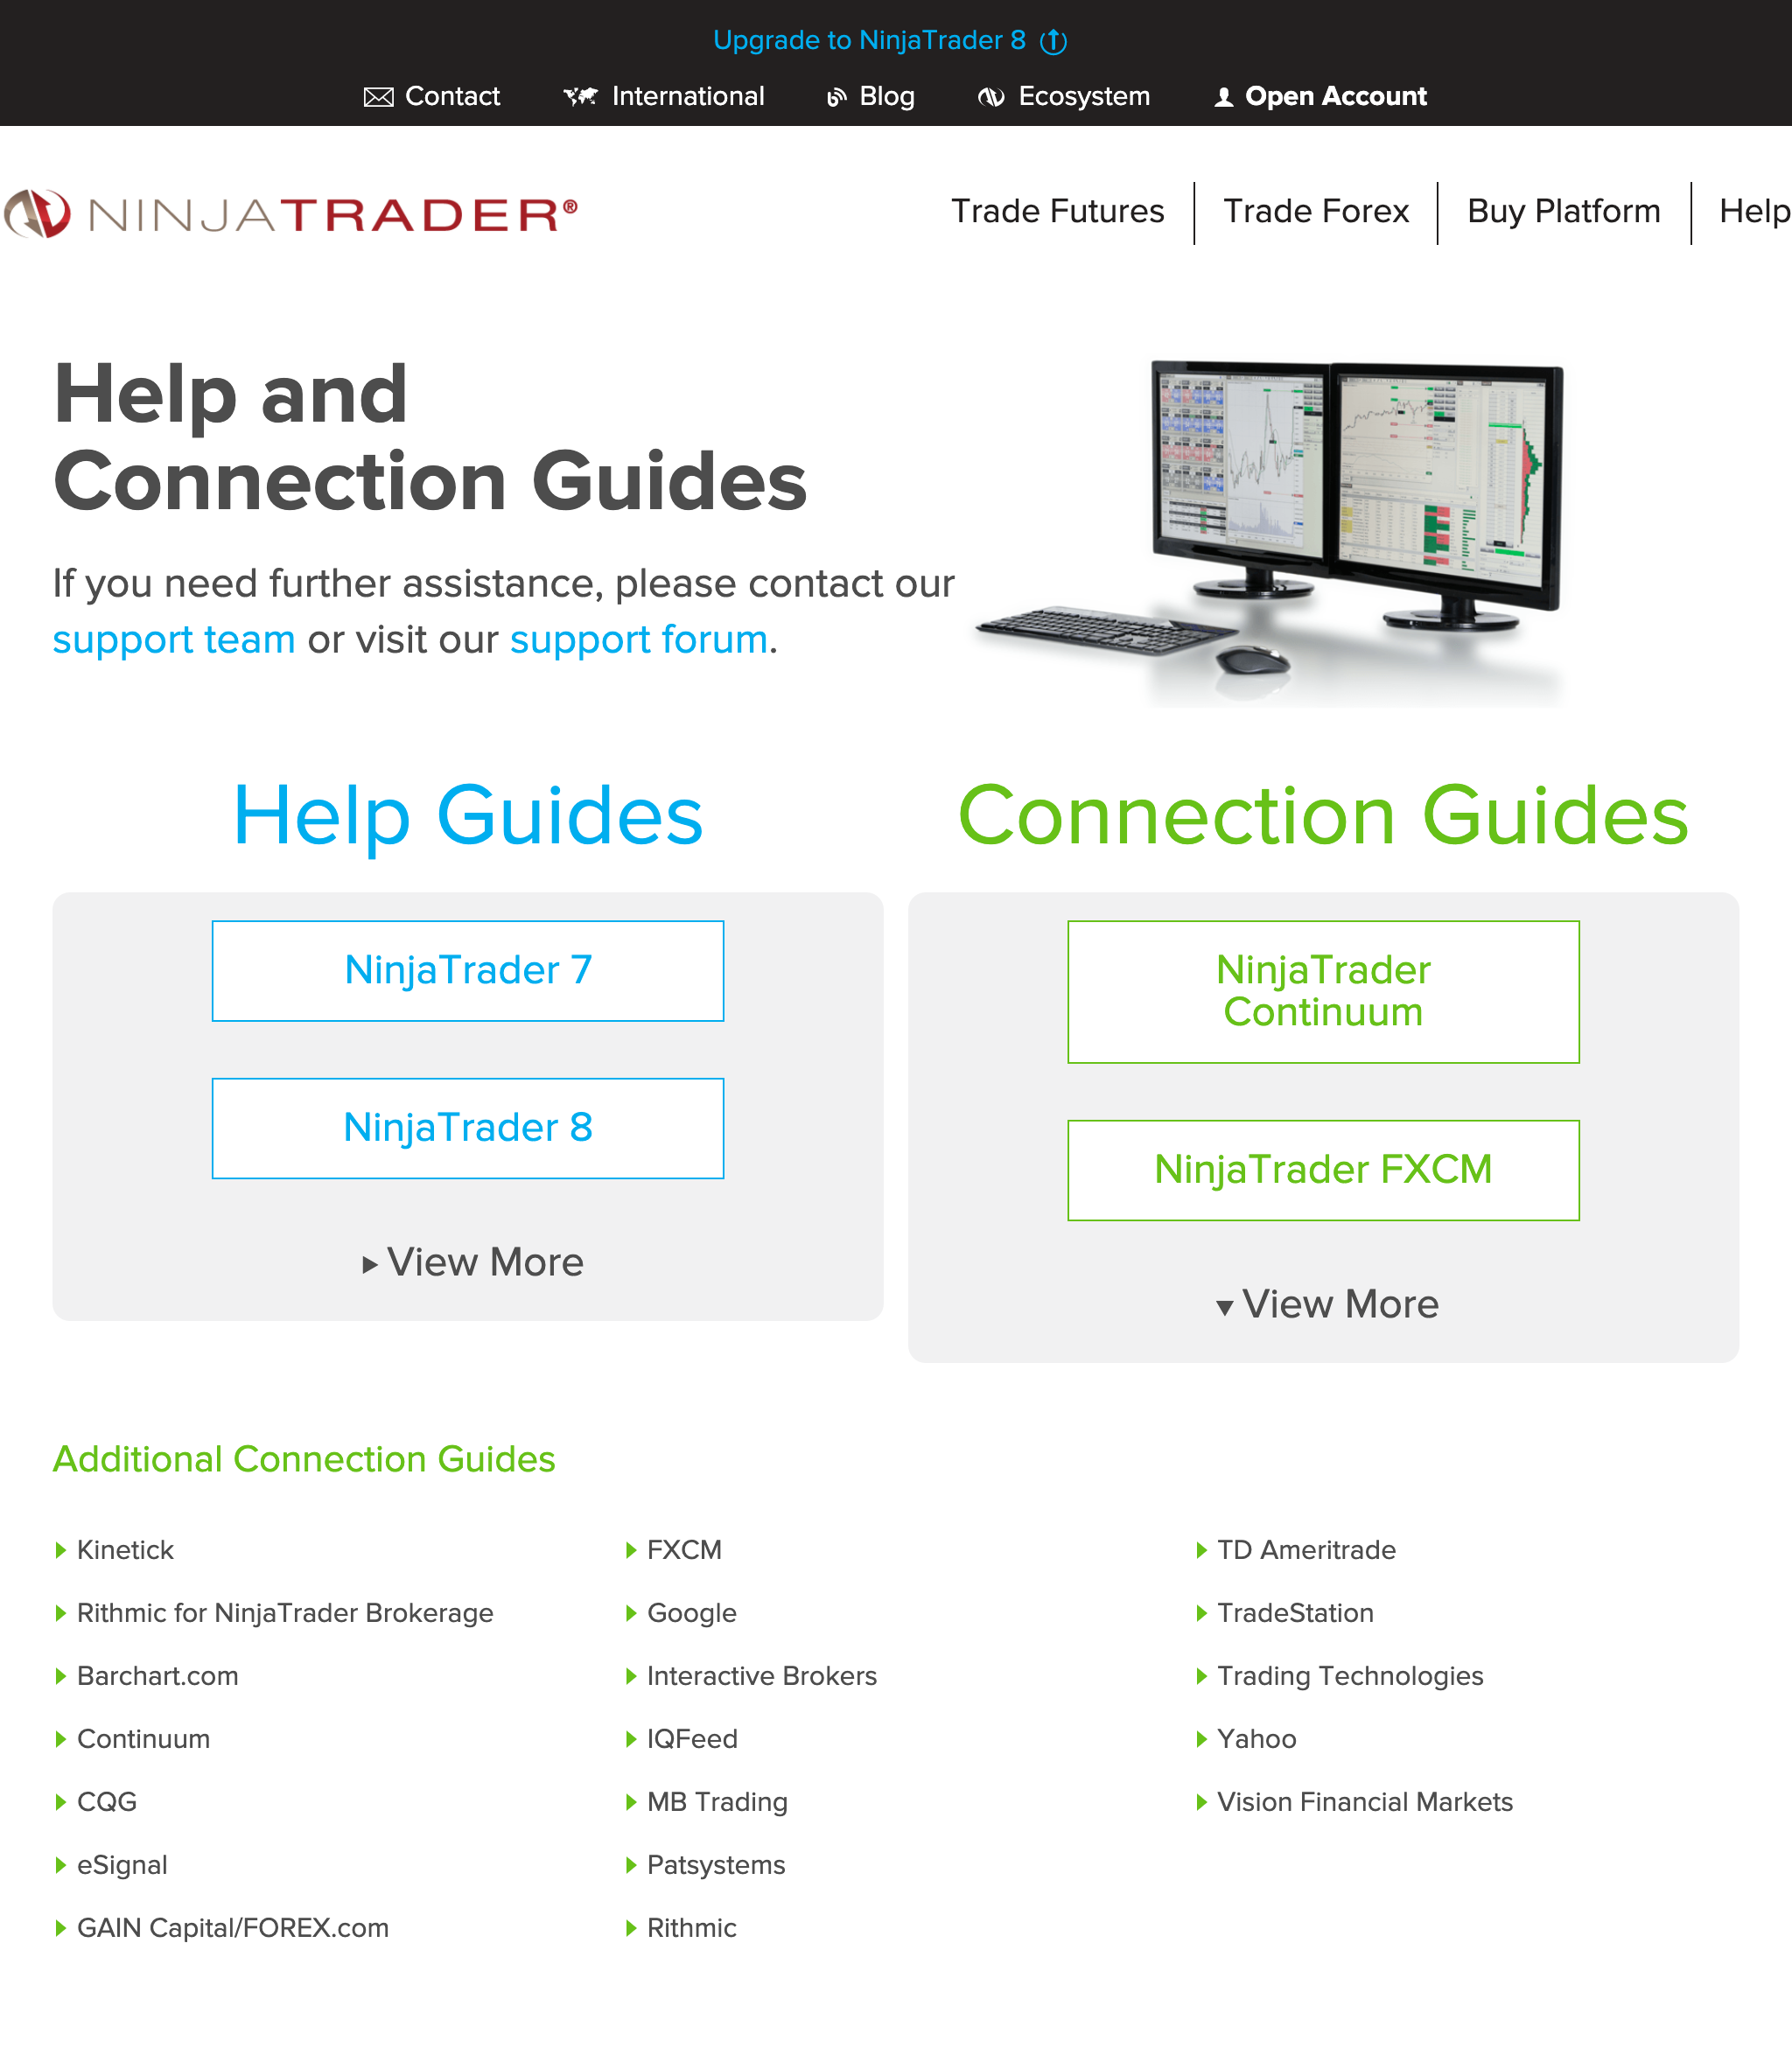 Upgrade to NinjaTrader 8
Contact
International
Blog
Ecosystem
Open Account
NINJATRADER®
Trade Futures
Trade Forex
Buy Platform
Help
Help and
Connection Guides
If you need further assistance, please contact our
support team or visit our support forum.
Help Guides
NinjaTrader 7
NinjaTrader 8
View More
Connection Guides
NinjaTrader
Continuum
NinjaTrader FXCM
View More
Additional Connection Guides
Kinetick
Rithmic for NinjaTrader Brokerage
Barchart.com
Continuum
CQG
eSignal
GAIN Capital/FOREX.com
FXCM
Google
Interactive Brokers
IQFeed
MB Trading
Patsystems
Rithmic
TD Ameritrade
TradeStation
Trading Technologies
Yahoo
Vision Financial Markets